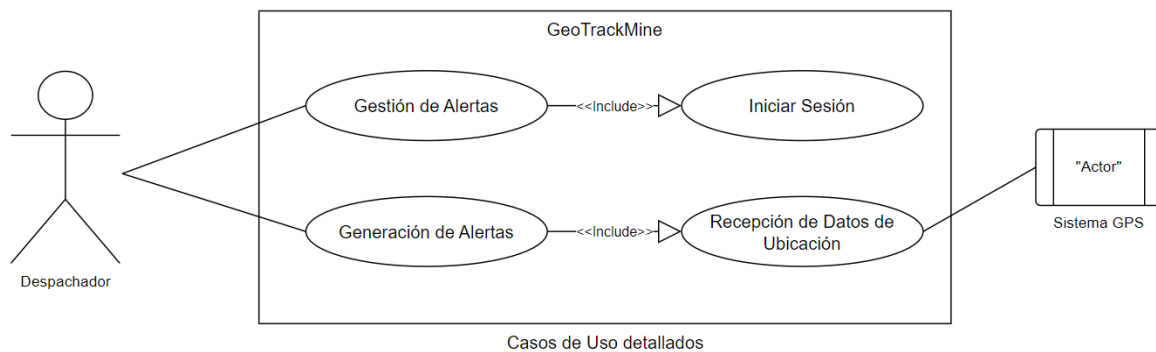 GeoTrackMine
Gestión de Alertas
<<Include>>
Iniciar Sesión
"Actor"
Sistema GPS
Generación de Alertas
<<Include>>
Recepción de Datos de
Ubicación
Despachador
Casos de Uso detallados